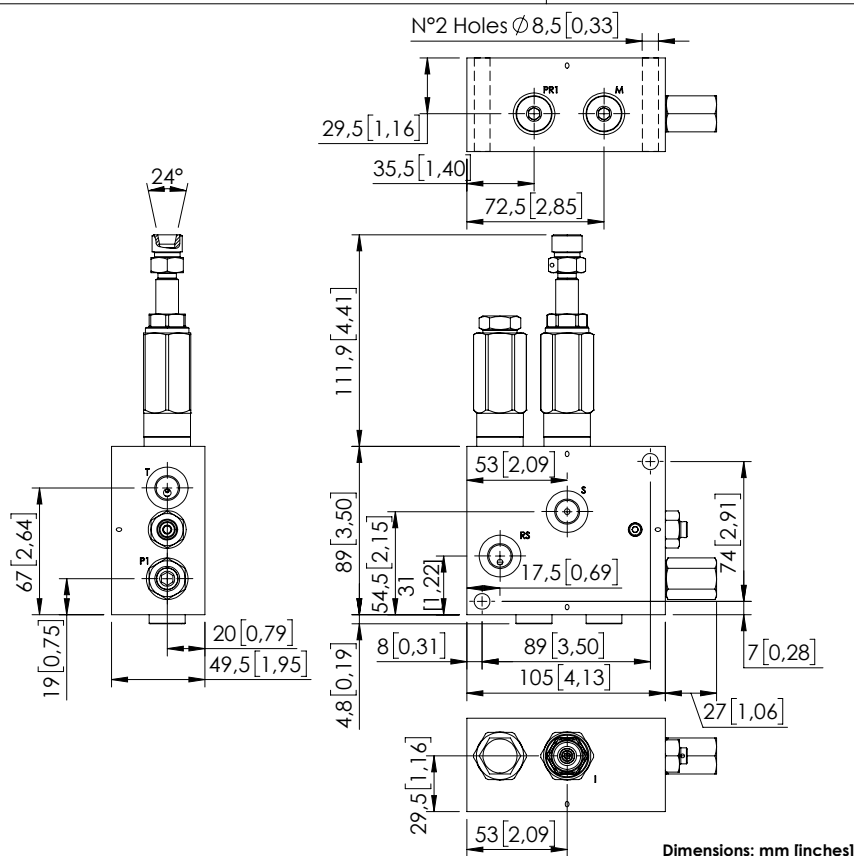 N°2 Holes Ø8,5[0,33]
PR1
M
29,5[1,16]
35,5[1,40]
72,5[2,85]
24°
111,9[4,41]
T
P1
67[2,64]
19[0,75]
20[0,79]
49,5[1,95]
53[2,09]
S
RS
89[3,50]
54,5[2,15]
31
[1,22]
17,5[0,69]
74[2,91]
4,8[0,19]
8[0,31]
89[3,50]
105[4,13]
7[0,28]
27[1,06]
29,5[1,16]
I
53[2,09]
Dimensions: mm [inches]